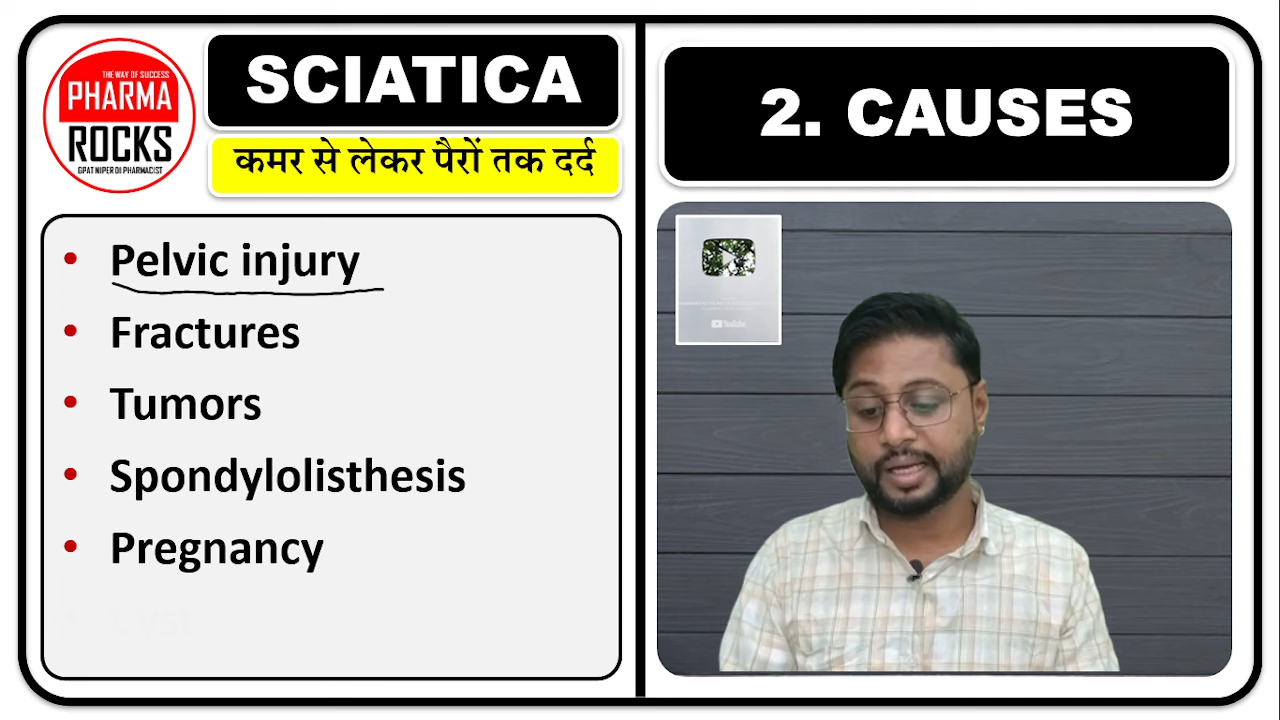 THE WAY OF SUCCESS
PHARMA
ROCKS
GPAT NIPER DI PHARMACIST
SCIATICA
कमर से लेकर पैरों तक दर्द
• Pelvic injury
• Fractures
• Tumors
• Spondylolisthesis
• Pregnancy
2. CAUSES
YouTube